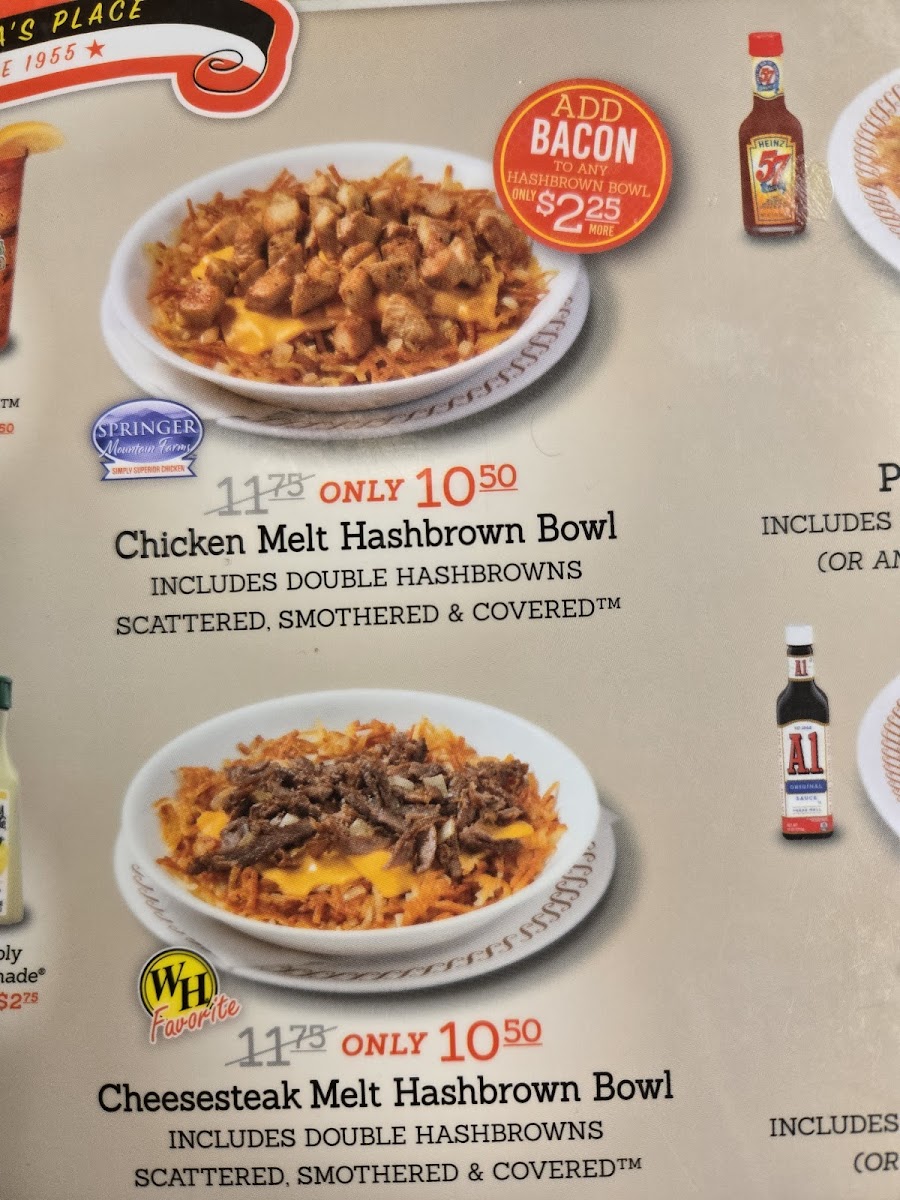 A'S PLACE
E 1955
ADD
BACON
TO ANY
HASHBROWN BOWL
ONLY $2.25
MORE
HEINZ
57
TM
50
SPRINGER
Mountain Farms
SIMPLY SUPERIOR CHICKEN
11.75 ONLY 10.50
Chicken Melt Hashbrown Bowl
INCLUDES DOUBLE HASHBROWNS
SCATTERED, SMOTHERED & COVERED™
P
INCLUDES
(OR AN
A1
A1
ORIGINAL
SAUCE
ply
nade®
$2.75
WH
Favorite
11.75 ONLY 10.50
Cheesesteak Melt Hashbrown Bowl
INCLUDES DOUBLE HASHBROWNS
SCATTERED, SMOTHERED & COVERED™
INCLUDES
(OR